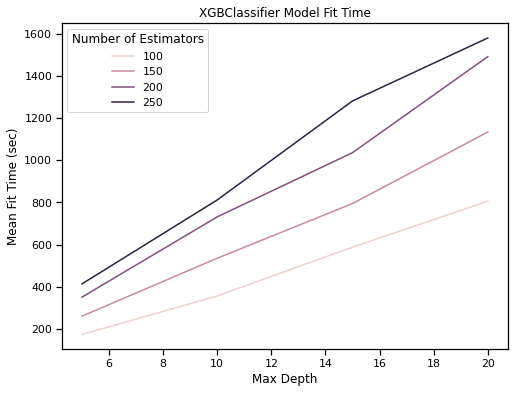 XGBClassifier Model Fit Time
Number of Estimators
100
150
200
250
Mean Fit Time (sec)
1600
1400
1200
1000
800
600
400
200
6 8 10 12 14 16 18 20
Max Depth